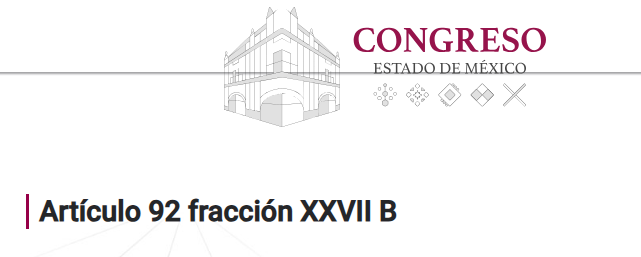 CONGRESO
ESTADO DE MÉXICO
Artículo 92 fracción XXVII B